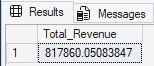 Results Messages
Total_Revenue
1 817860.05083847